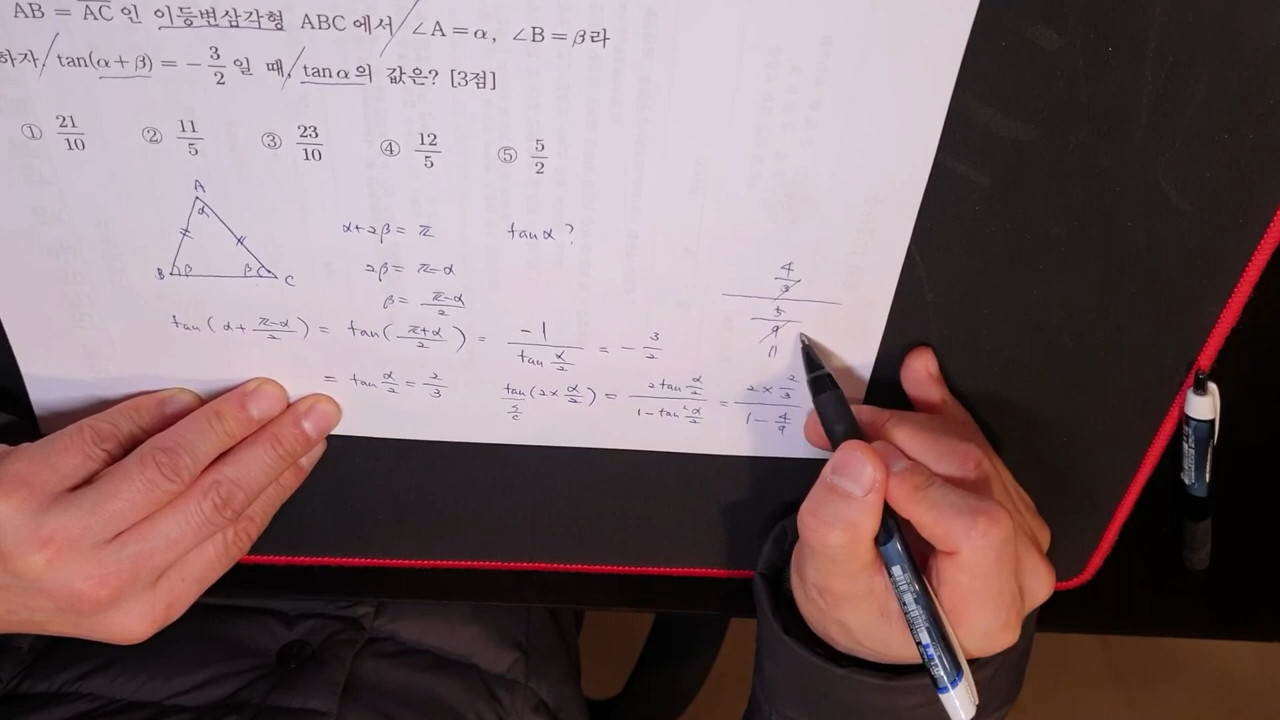 AB = AC 인 이등변삼각형 ABC 에서 / ∠A = α, ∠B = β라
하자 / tan(α+β) = -3/2 일 때 / tanα의 값은? [3점]
① 21/10 ② 11/5 ③ 23/10 ④ 12/5 ⑤ 5/2
A
α
B β β C
α+2β = π tanα ?
2β = π-α
β = (π-α)/2
tan(α + (π-α)/2) = tan((π+α)/2) = -1/(tan α/2) = -3/2
= tan α/2 = 2/3 tan(2× α/2) = (2tan α/2)/(1-tan² α/2) = (2× 2/3)/(1- 4/9)
4/3
5/9